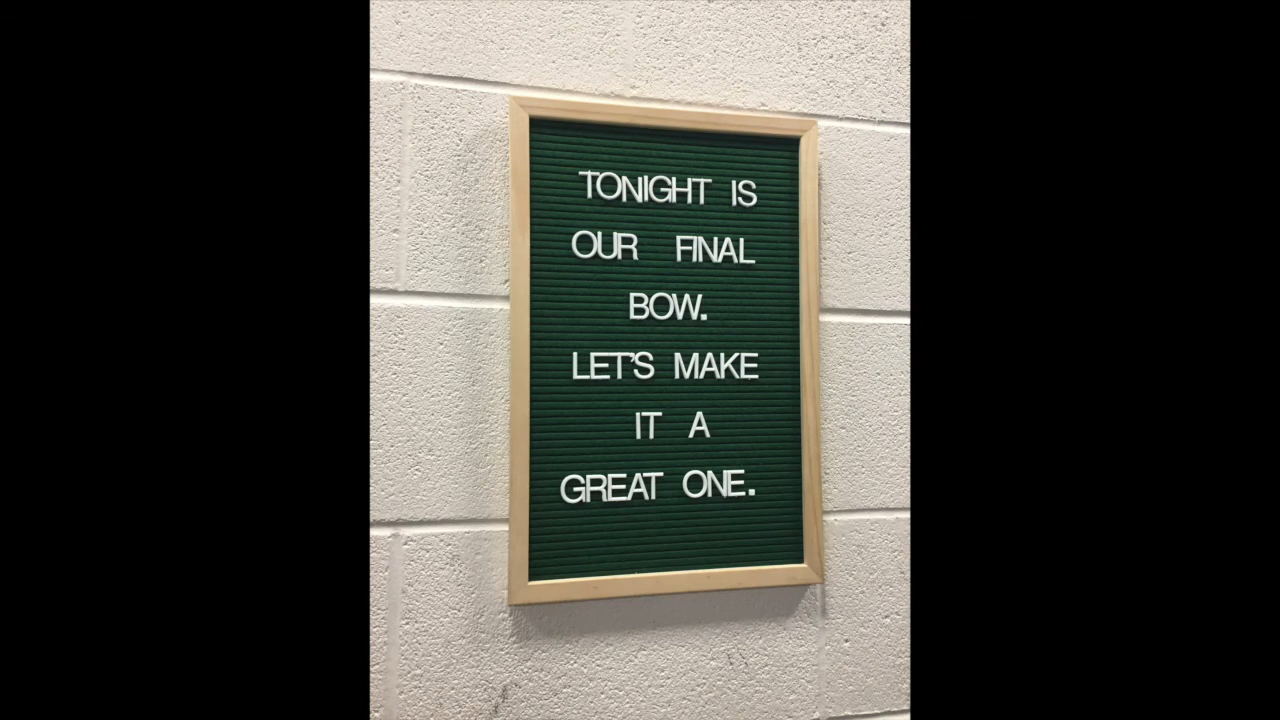 TONIGHT IS
OUR FINAL
BOW.
LET'S MAKE
IT A
GREAT ONE.